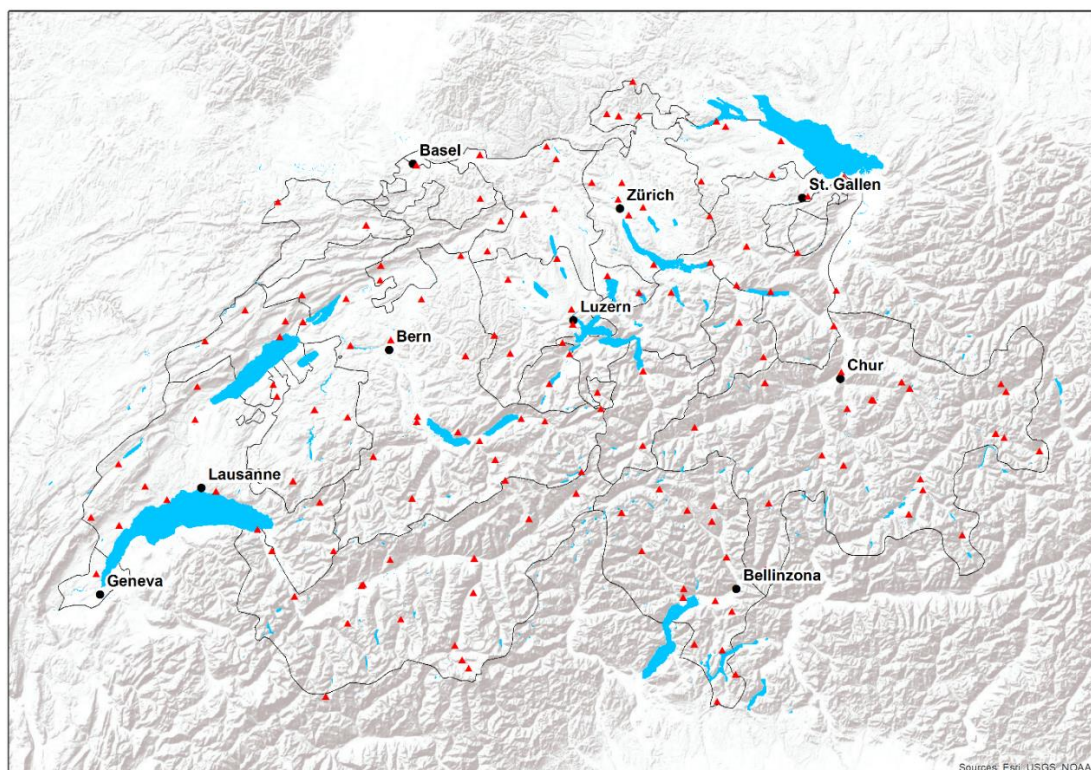 Basel
St. Gallen
Zürich
Luzern
Bern
Chur
Lausanne
Geneva
Bellinzona
Sources: Esri, USGS, NOAA